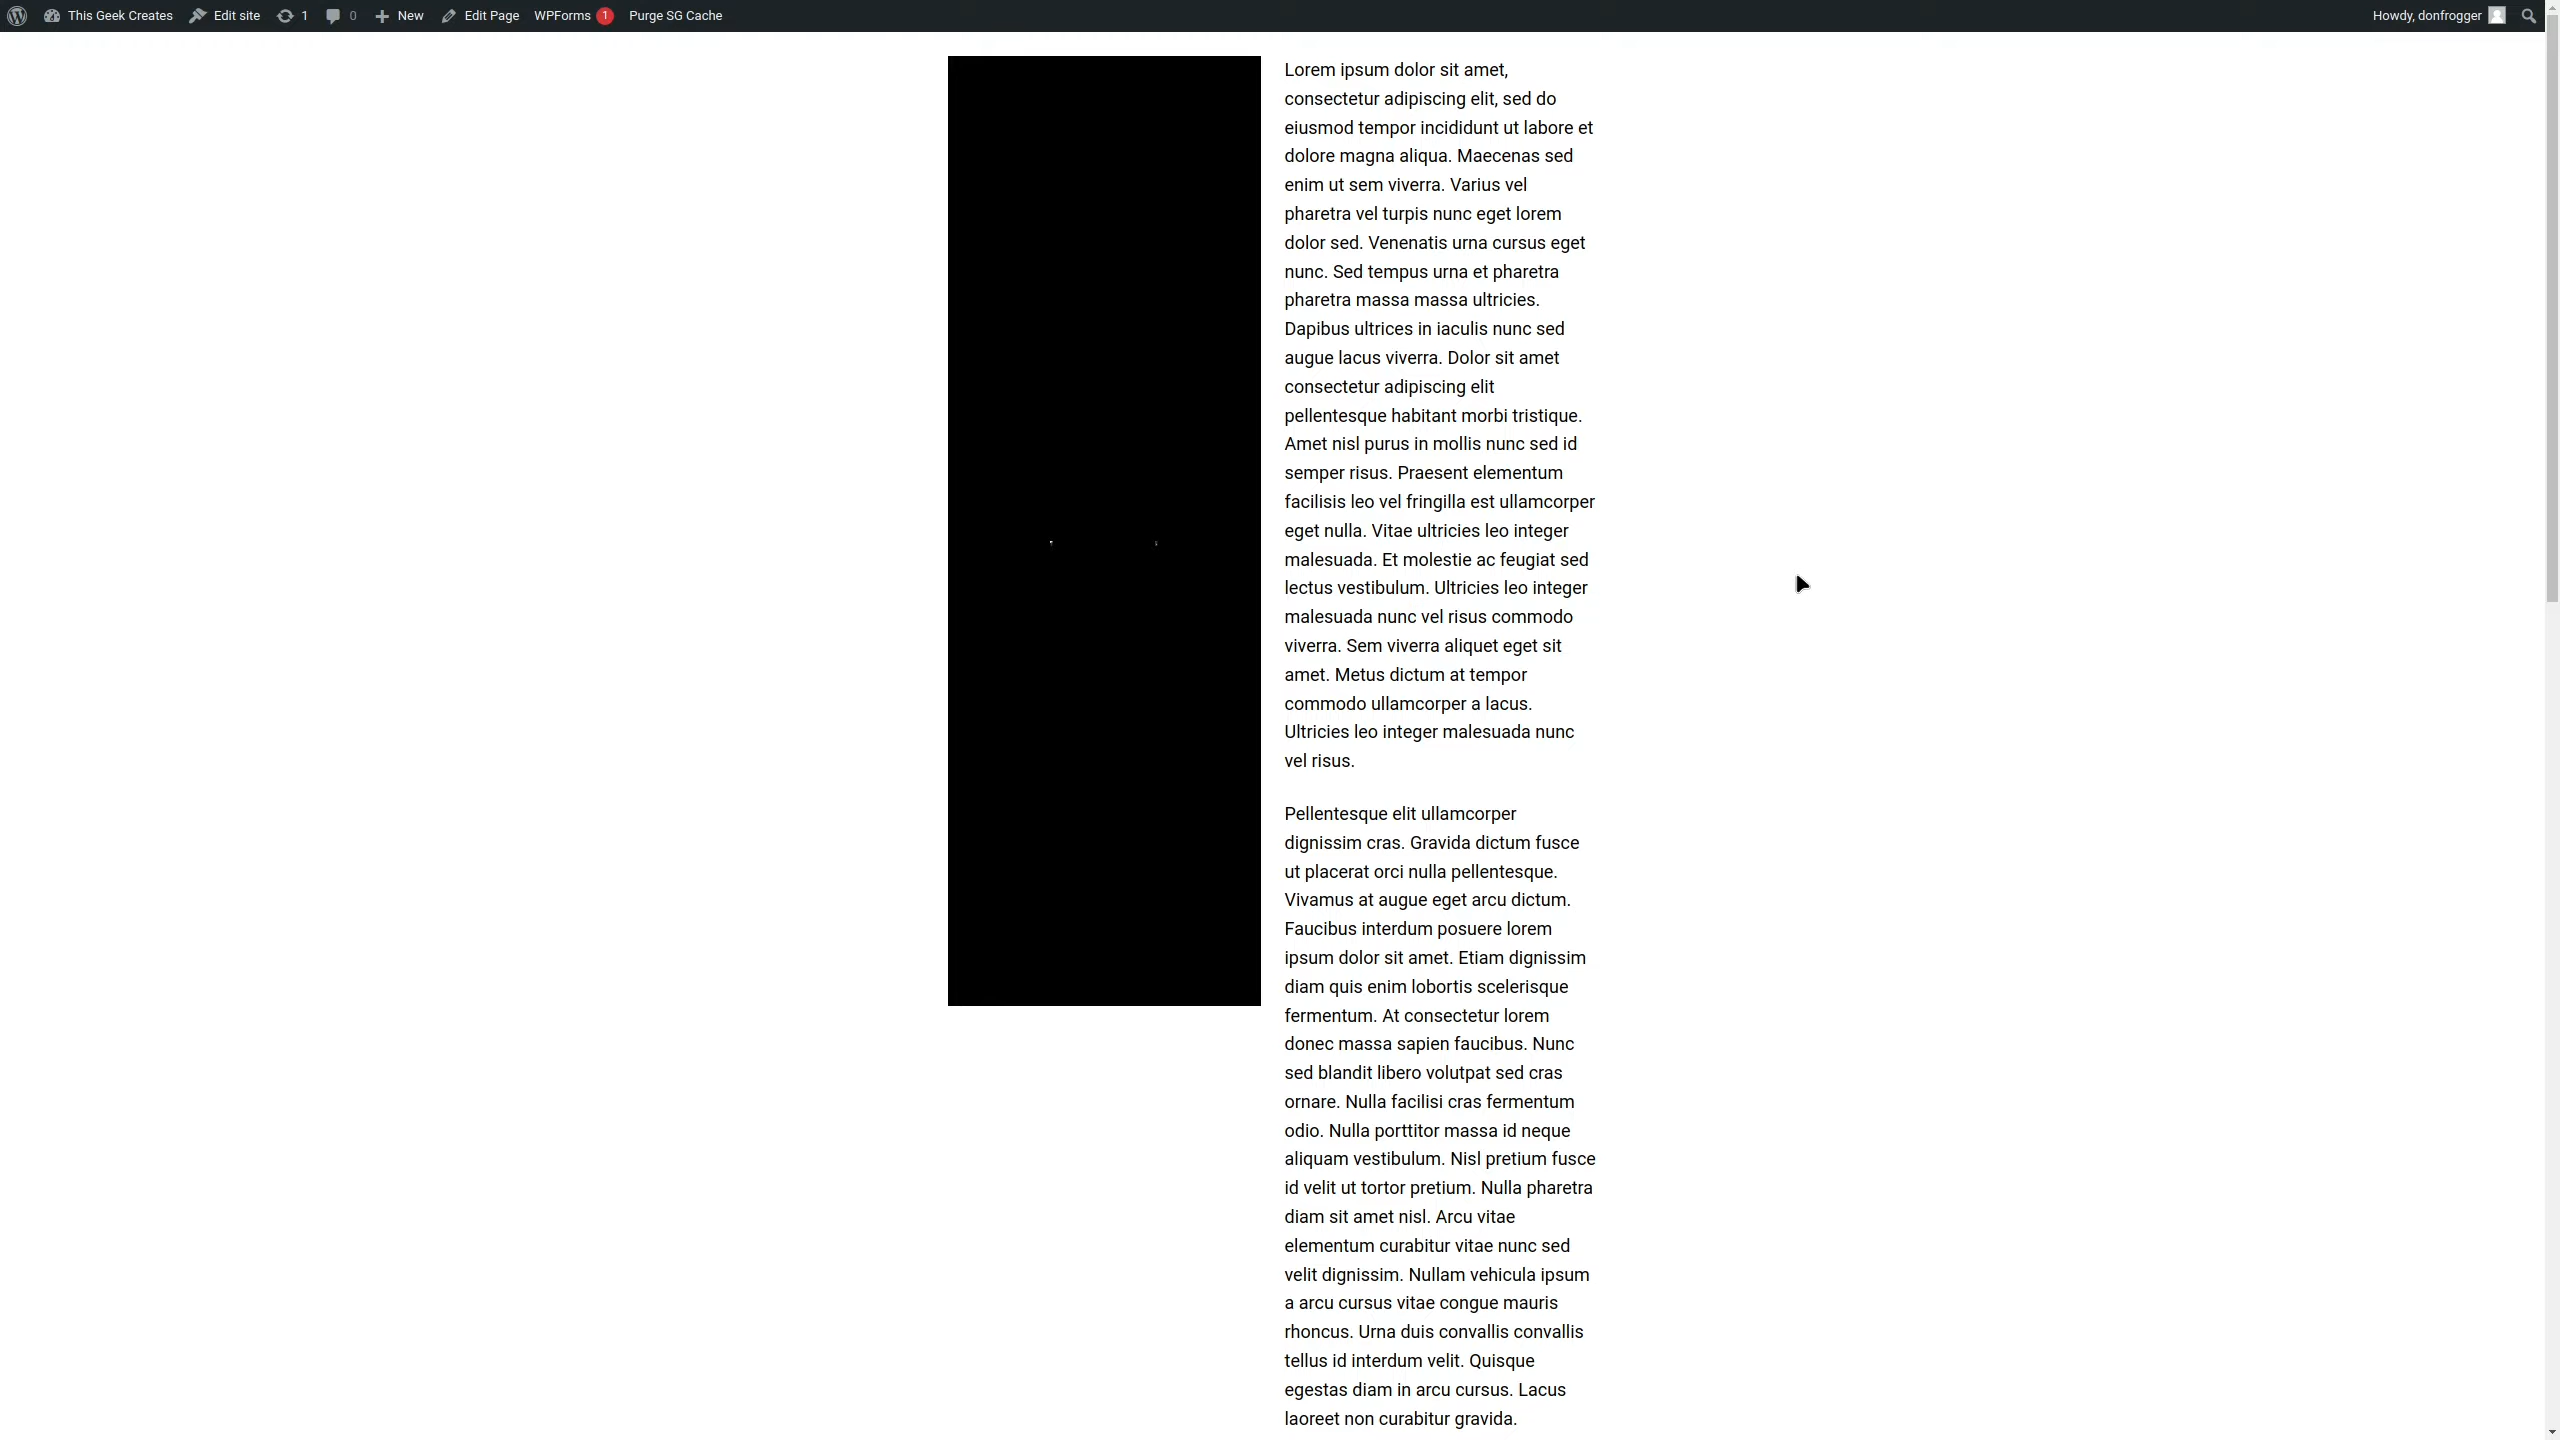 This Geek Creates Edit site 1 0 New Edit Page WPForms 1 Purge SG Cache Howdy, donfrogger
Lorem ipsum dolor sit amet,
consectetur adipiscing elit, sed do
eiusmod tempor incididunt ut labore et
dolore magna aliqua. Maecenas sed
enim ut sem viverra. Varius vel
pharetra vel turpis nunc eget lorem
dolor sed. Venenatis urna cursus eget
nunc. Sed tempus urna et pharetra
pharetra massa massa ultricies.
Dapibus ultrices in iaculis nunc sed
augue lacus viverra. Dolor sit amet
consectetur adipiscing elit
pellentesque habitant morbi tristique.
Amet nisl purus in mollis nunc sed id
semper risus. Praesent elementum
facilisis leo vel fringilla est ullamcorper
eget nulla. Vitae ultricies leo integer
malesuada. Et molestie ac feugiat sed
lectus vestibulum. Ultricies leo integer
malesuada nunc vel risus commodo
viverra. Sem viverra aliquet eget sit
amet. Metus dictum at tempor
commodo ullamcorper a lacus.
Ultricies leo integer malesuada nunc
vel risus.
Pellentesque elit ullamcorper
dignissim cras. Gravida dictum fusce
ut placerat orci nulla pellentesque.
Vivamus at augue eget arcu dictum.
Faucibus interdum posuere lorem
ipsum dolor sit amet. Etiam dignissim
diam quis enim lobortis scelerisque
fermentum. At consectetur lorem
donec massa sapien faucibus. Nunc
sed blandit libero volutpat sed cras
ornare. Nulla facilisi cras fermentum
odio. Nulla porttitor massa id neque
aliquam vestibulum. Nisl pretium fusce
id velit ut tortor pretium. Nulla pharetra
diam sit amet nisl. Arcu vitae
elementum curabitur vitae nunc sed
velit dignissim. Nullam vehicula ipsum
a arcu cursus vitae congue mauris
rhoncus. Urna duis convallis convallis
tellus id interdum velit. Quisque
egestas diam in arcu cursus. Lacus
laoreet non curabitur gravida.